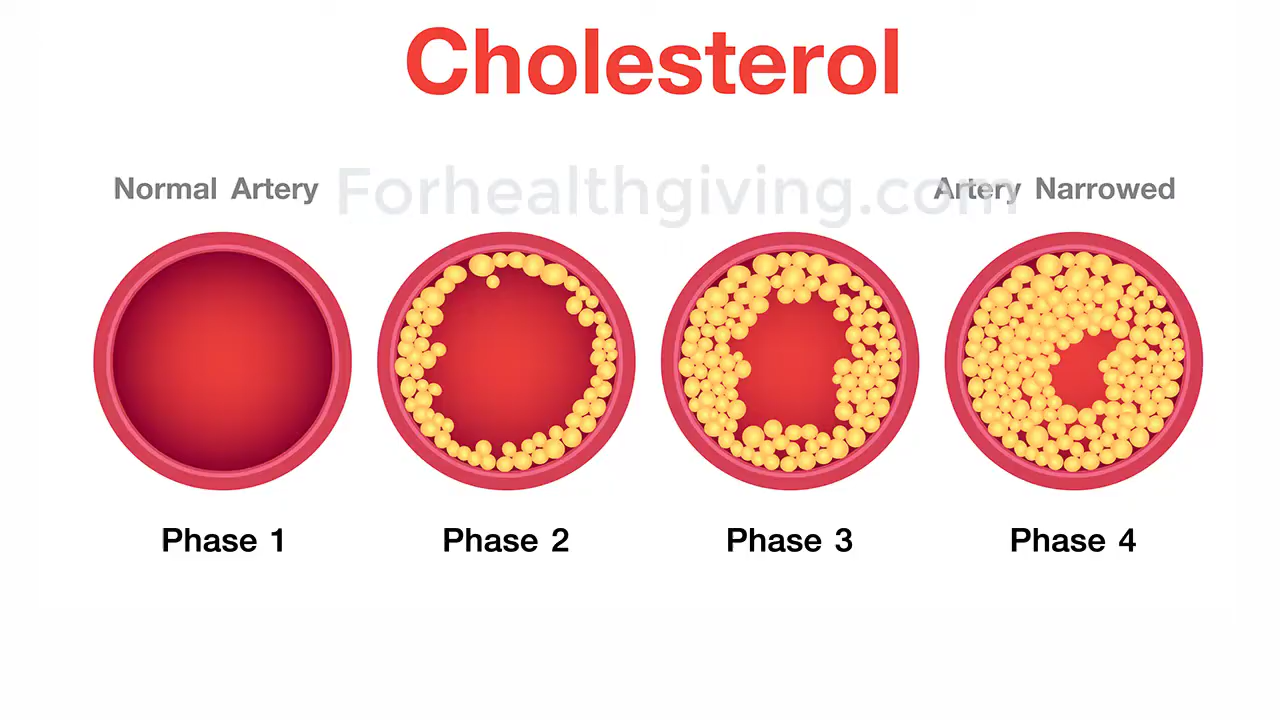 Cholesterol
Normal Artery
Forhealthgiving.com
Artery Narrowed
Phase 1
Phase 2
Phase 3
Phase 4